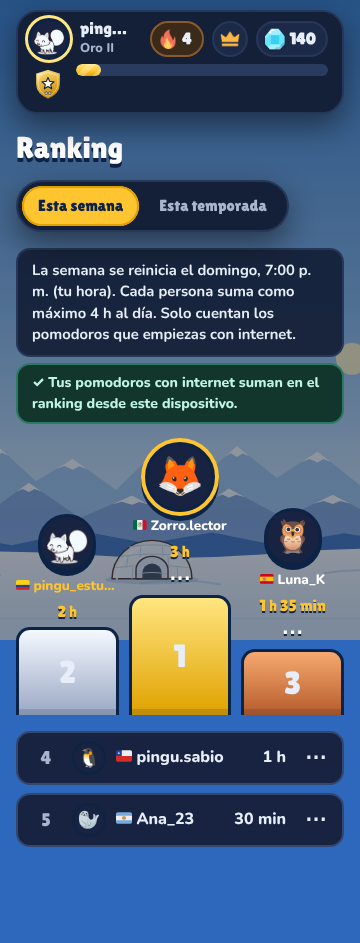 ping...
Oro II
4
140
Ranking
Esta semana
Esta temporada
La semana se reinicia el domingo, 7:00 p.
m. (tu hora). Cada persona suma como
máximo 4 h al día. Solo cuentan los
pomodoros que empiezas con internet.
✓ Tus pomodoros con internet suman en el
ranking desde este dispositivo.
Zorro.lector
3 h
...
pingu_estu...
2 h
Luna_K
1 h 35 min
...
1
2
3
4 pingu.sabio 1 h ...
5 Ana_23 30 min ...